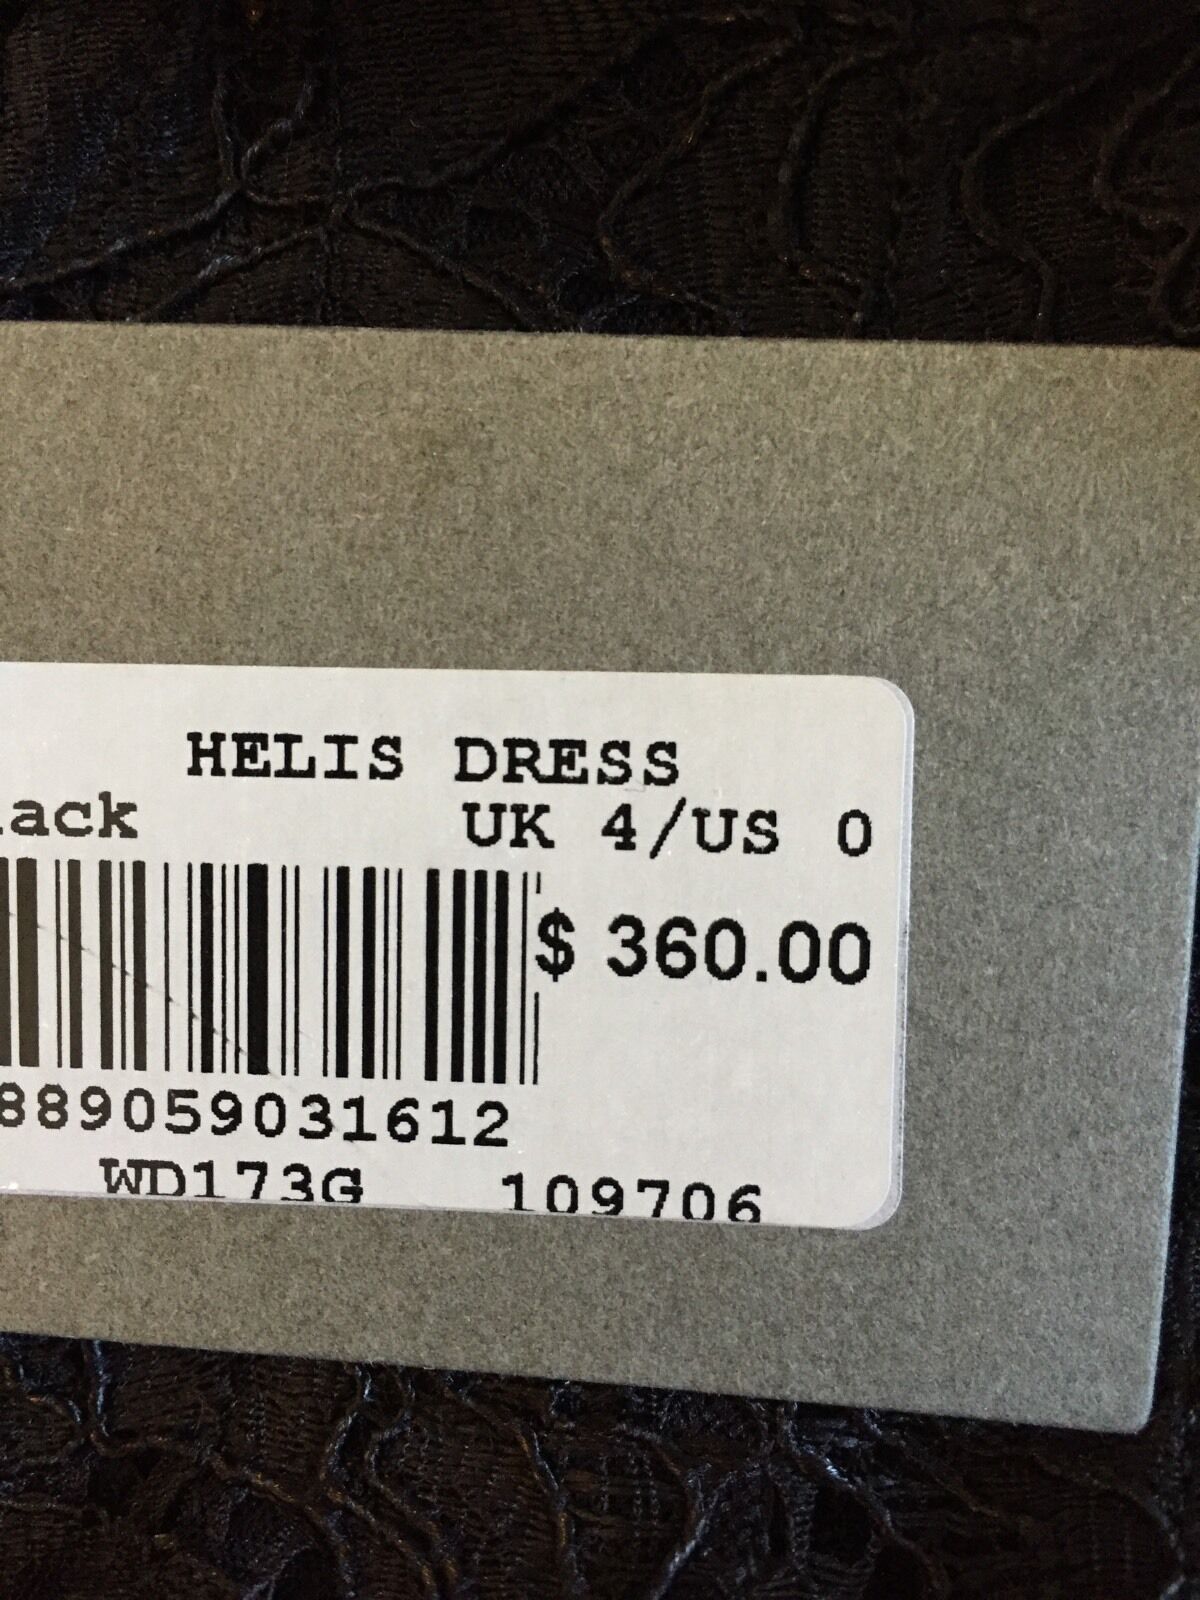 HELIS DRESS
lack UK 4/US 0
$ 360.00
889059031612
WD173G 109706